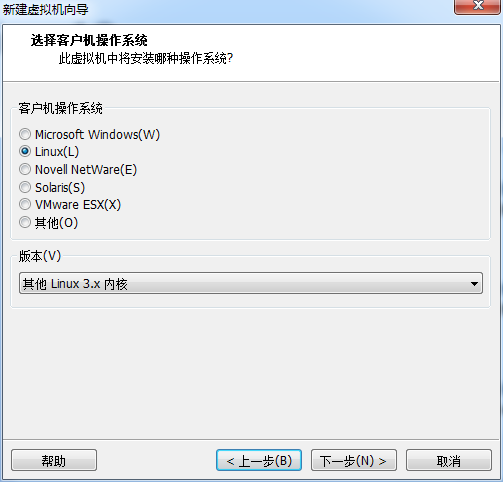 新建虚拟机向导
选择客户机操作系统
此虚拟机中将安装哪种操作系统?
客户机操作系统
Microsoft Windows(W)
Linux(L)
Novell NetWare(E)
Solaris(S)
VMware ESX(X)
其他(O)
版本(V)
其他 Linux 3.x 内核
帮助
< 上一步(B)
下一步(N) >
取消